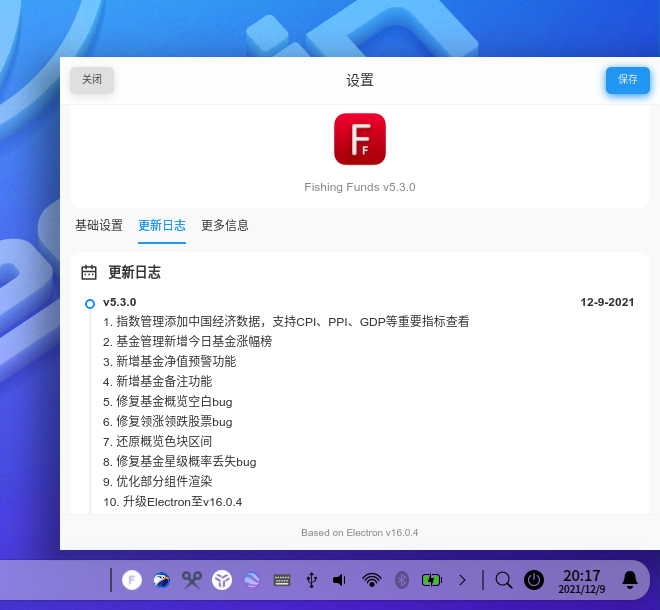 关闭
设置
保存
F
F
Fishing Funds v5.3.0
基础设置
更新日志
更多信息
更新日志
v5.3.0
12-9-2021
1. 指数管理添加中国经济数据，支持CPI、PPI、GDP等重要指标查看
2. 基金管理新增今日基金涨幅榜
3. 新增基金净值预警功能
4. 新增基金备注功能
5. 修复基金概览空白bug
6. 修复领涨领跌股票bug
7. 还原概览色块区间
8. 修复基金星级概率丢失bug
9. 优化部分组件渲染
10. 升级Electron至v16.0.4
Based on Electron v16.0.4
F
20:17
2021/12/9